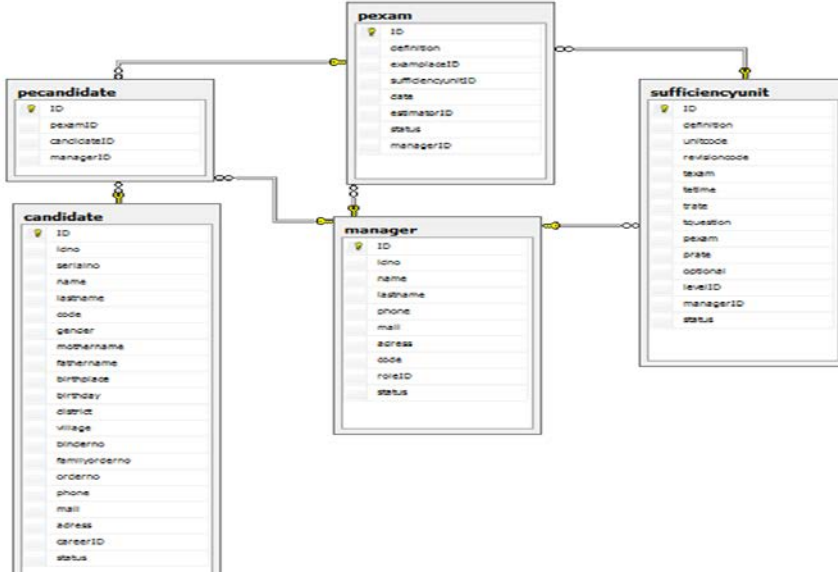 pexam
ID
definition
examplaceID
sufficiencyunitID
date
estimatorID
status
managerID
pecandidate
ID
pexamID
candidateID
managerID
sufficiencyunit
ID
definition
unitcode
revisioncode
texam
tetime
trate
tquestion
pexam
prate
optional
levelID
managerID
status
candidate
ID
idno
serialno
name
lastname
code
gender
mothername
fathername
birthplace
birthday
district
village
binderno
familyorderno
orderno
phone
mail
adress
careerID
status
manager
ID
idno
name
lastname
phone
mail
adress
code
roleID
status